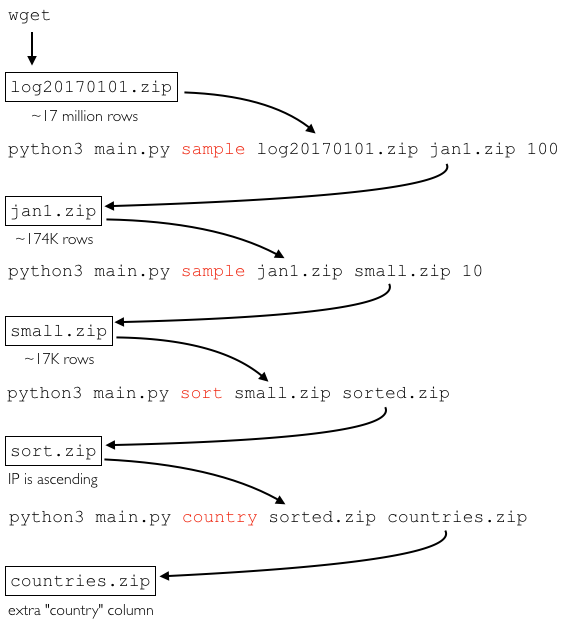 wget
log20170101.zip
~17 million rows
python3 main.py sample log20170101.zip jan1.zip 100
jan1.zip
~174K rows
python3 main.py sample jan1.zip small.zip 10
small.zip
~17K rows
python3 main.py sort small.zip sorted.zip
sort.zip
IP is ascending
python3 main.py country sorted.zip countries.zip
countries.zip
extra "country" column